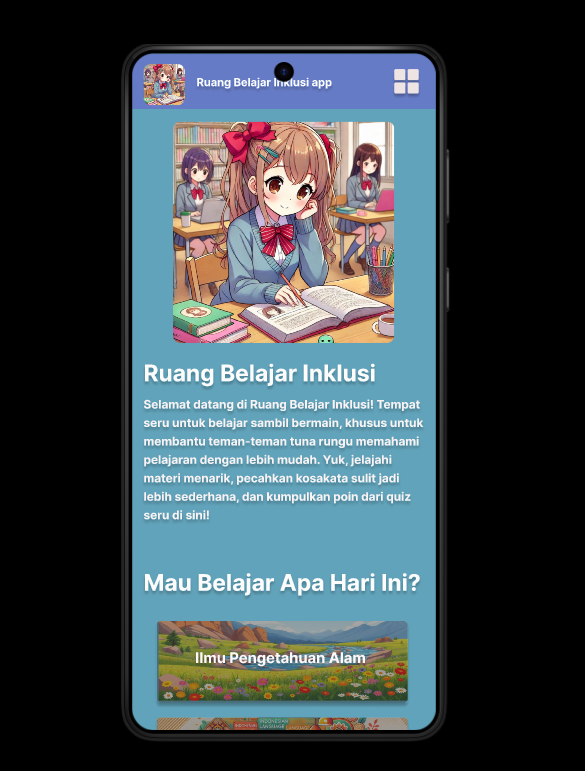 Ruang Belajar Inklusi app
Ruang Belajar Inklusi
Selamat datang di Ruang Belajar Inklusi! Tempat
seru untuk belajar sambil bermain, khusus untuk
membantu teman-teman tuna rungu memahami
pelajaran dengan lebih mudah. Yuk, jelajahi
materi menarik, pecahkan kosakata sulit jadi
lebih sederhana, dan kumpulkan poin dari quiz
seru di sini!
Mau Belajar Apa Hari Ini?
Ilmu Pengetahuan Alam
INDONESIAN
LANGUAGE